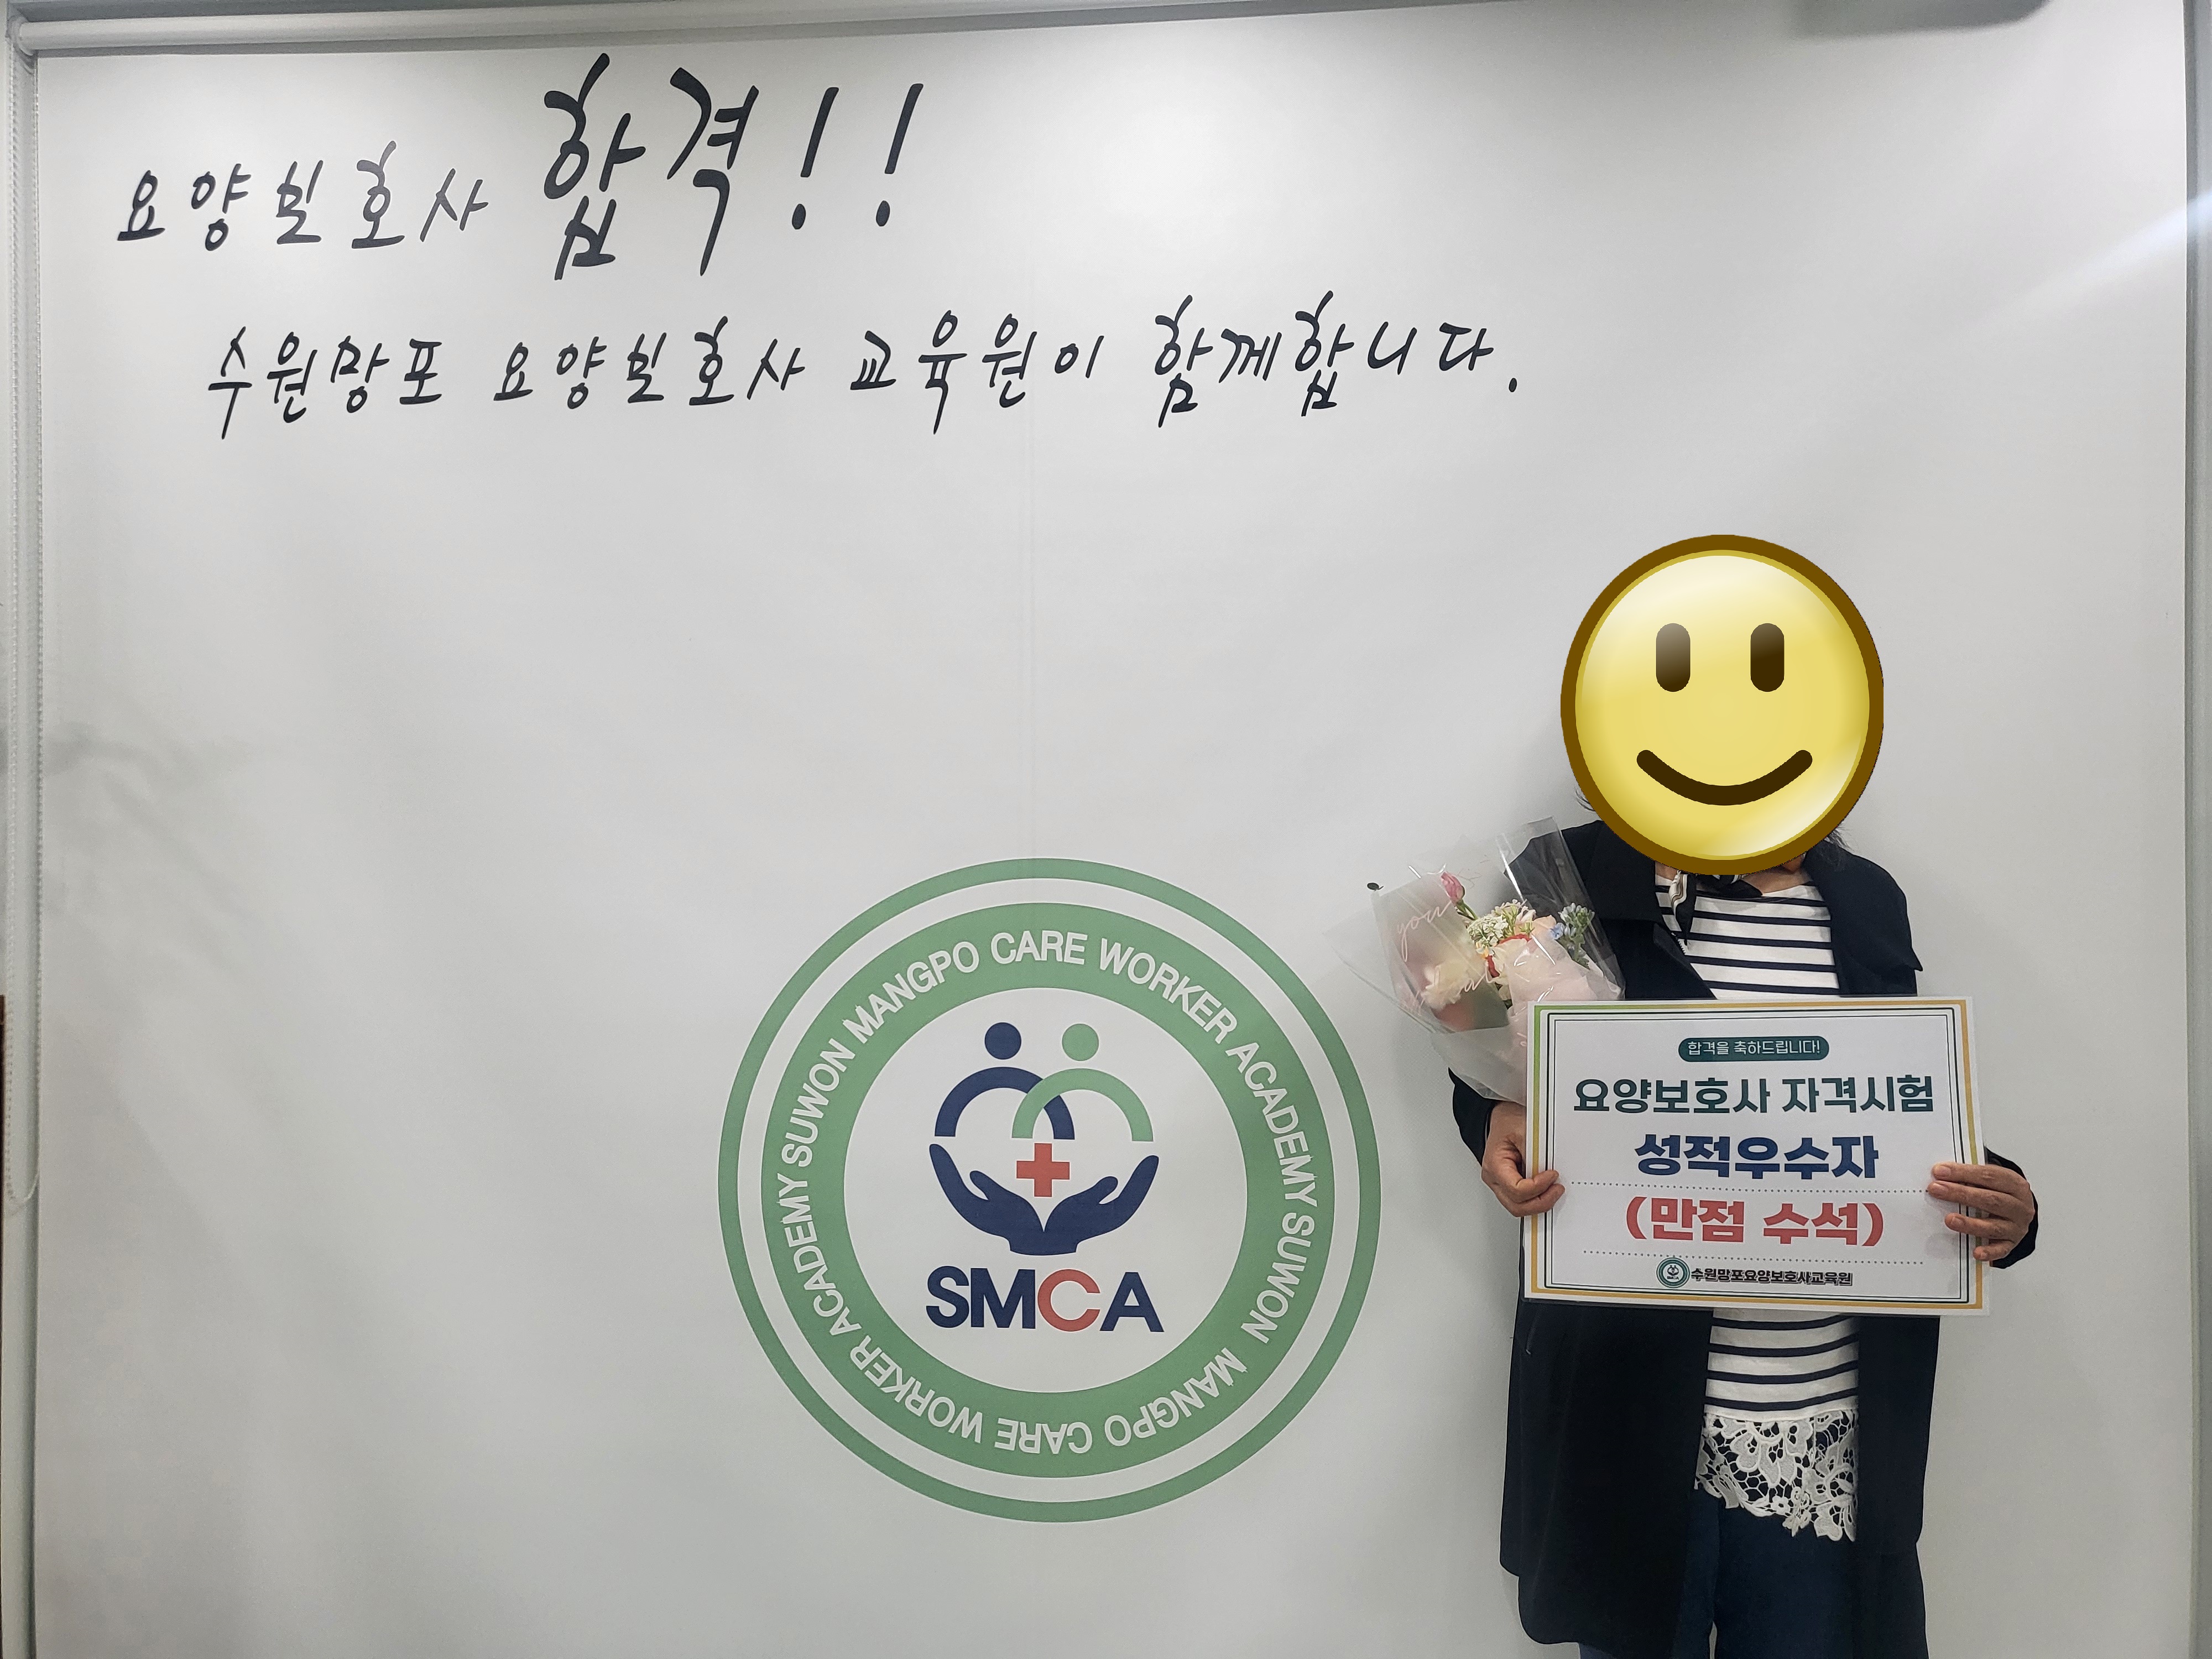 요양보호사 합격!!
수원망포 요양보호사 교육원이 함께합니다.
SUWON MANGPO CARE WORKER ACADEMY SUWON MANGPO CARE WORKER ACADEMY
SMCA
you
합격을 축하드립니다!
요양보호사 자격시험
성적우수자
(만점 수석)
수원망포요양보호사교육원